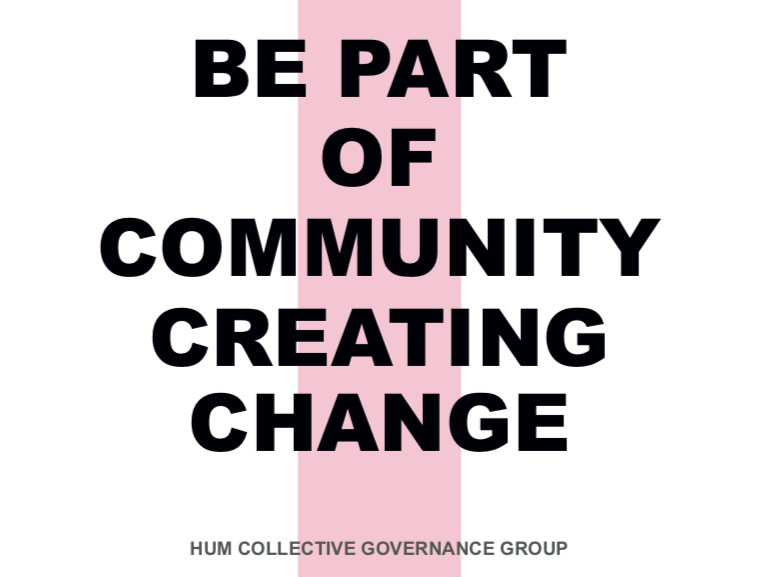 BE PART
OF
COMMUNITY
CREATING
CHANGE
HUM COLLECTIVE GOVERNANCE GROUP